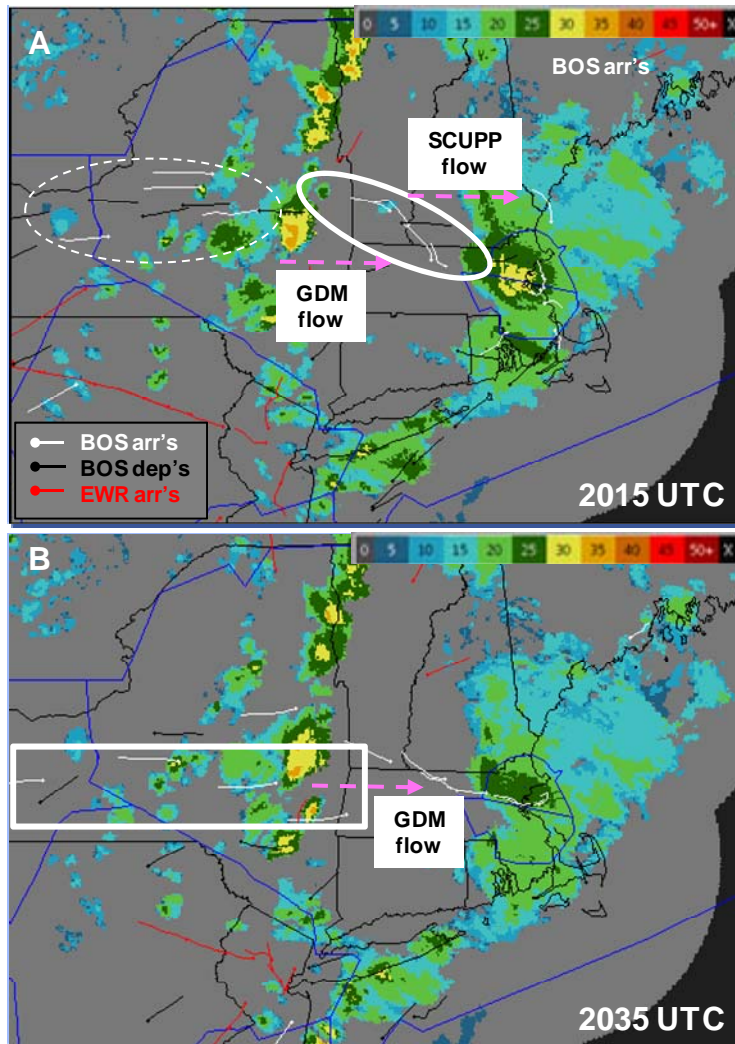 A
0 5 10 15 20 25 30 35 40 45 50+ X
BOS arr’s
SCUPP
flow
GDM
flow
BOS arr’s
BOS dep’s
EWR arr’s
2015 UTC
B
0 5 10 15 20 25 30 35 40 45 50+ X
GDM
flow
2035 UTC